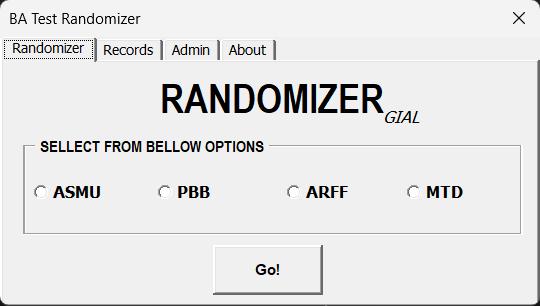 BA Test Randomizer
Randomizer Records Admin About
RANDOMIZER GIAL
SELLECT FROM BELLOW OPTIONS
ASMU PBB ARFF MTD
Go!